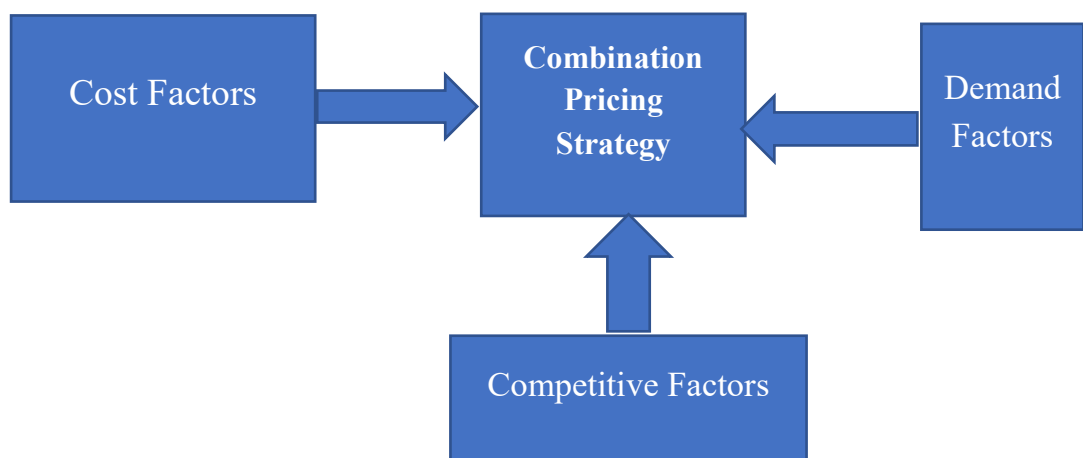 Cost Factors
Combination
Pricing
Strategy
Demand
Factors
Competitive Factors